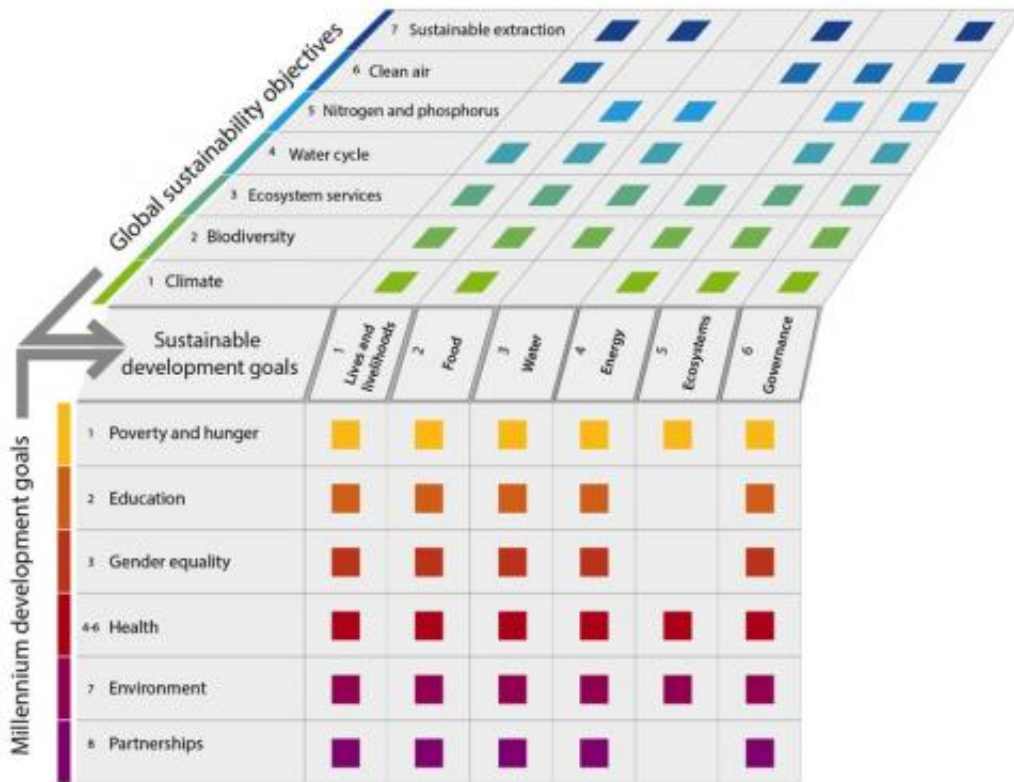 Global sustainability objectives
7 Sustainable extraction
6 Clean air
5 Nitrogen and phosphorus
4 Water cycle
3 Ecosystem services
2 Biodiversity
1 Climate
Sustainable
development goals
1
Lives and
livelihoods
2
Food
3
Water
4
Energy
5
Ecosystems
6
Governance
Millennium development goals
1 Poverty and hunger
2 Education
3 Gender equality
4-6 Health
7 Environment
8 Partnerships